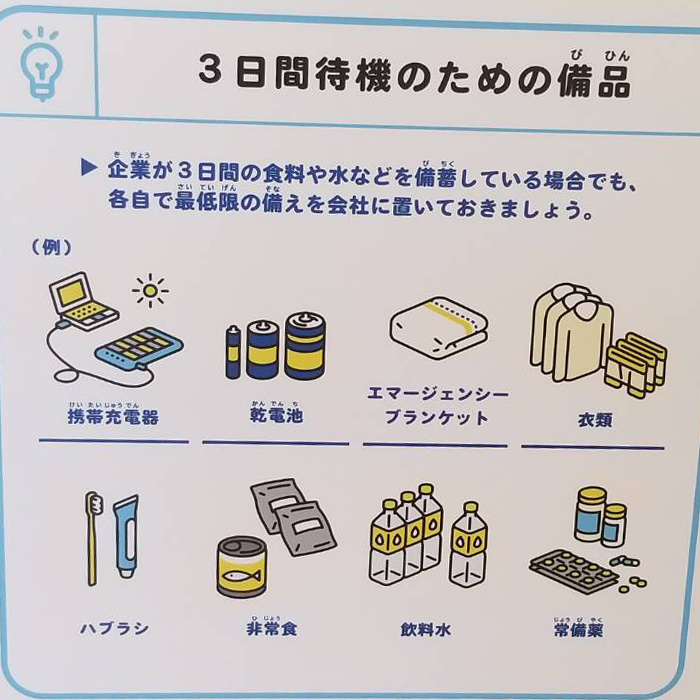 3日間待機のための備品
▶企業が3日間の食料や水などを備蓄している場合でも、
各自で最低限の備えを会社に置いておきましょう。
（例）
携帯充電器
乾電池
エマージェンシー
ブランケット
衣類
ハブラシ
非常食
飲料水
常備薬